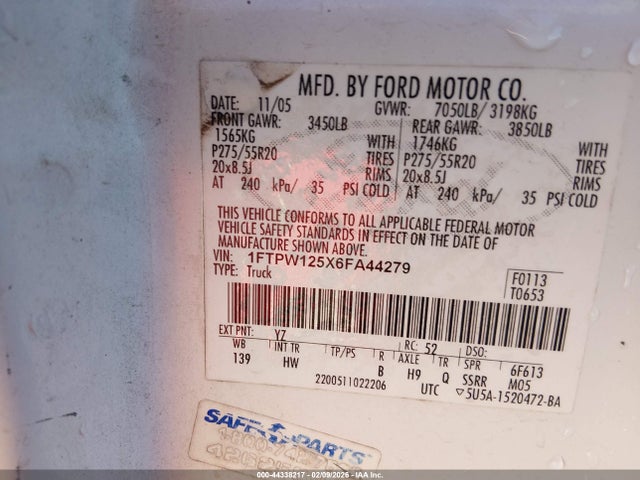 MFD. BY FORD MOTOR CO.
DATE: 11/05 GVWR: 7050LB/ 3198KG
FRONT GAWR: 3450LB REAR GAWR: 3850LB
1565KG WITH 1746KG WITH
P275/55R20 TIRES P275/55R20 TIRES
20x8.5J RIMS 20x8.5J RIMS
AT 240 kPa/ 35 PSI COLD AT 240 kPa/ 35 PSI COLD
THIS VEHICLE CONFORMS TO ALL APPLICABLE FEDERAL MOTOR
VEHICLE SAFETY STANDARDS IN EFFECT ON THE DATE OF
MANUFACTURE SHOWN ABOVE.
VIN: 1FTPW125X6FA44279
TYPE: Truck
F0113
T0653
EXT PNT: YZ RC: 52 DSO:
WB INT TR TP/PS R AXLE TR SPR 6F613
139 HW B H9 Q SSRR M05
2200511022206 UTC ▽5U5A-1520472-BA
SAFE PARTS
000-44338217 - 02/09/2026 - IAAI.COM